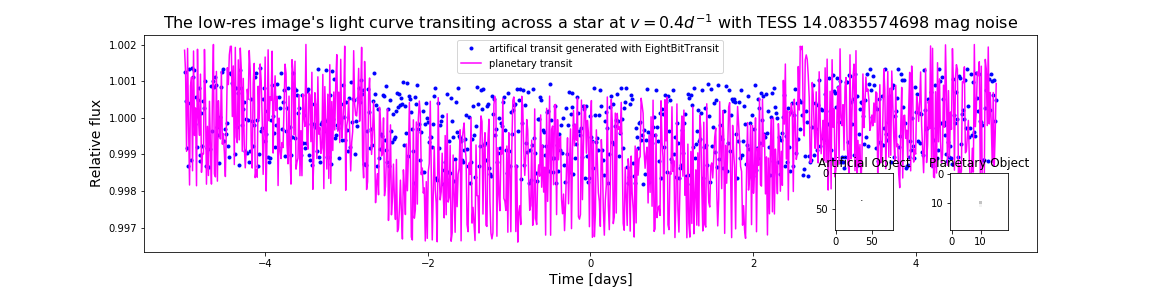 The low-res image's light curve transiting across a star at v = 0.4d⁻¹ with TESS 14.0835574698 mag noise
artifical transit generated with EightBitTransit
planetary transit
Relative flux
1.002
1.001
1.000
0.999
0.998
0.997
Artificial Object
0
50
0 50
Planetary Object
0
10
0 10
−4 −2 0 2 4
Time [days]